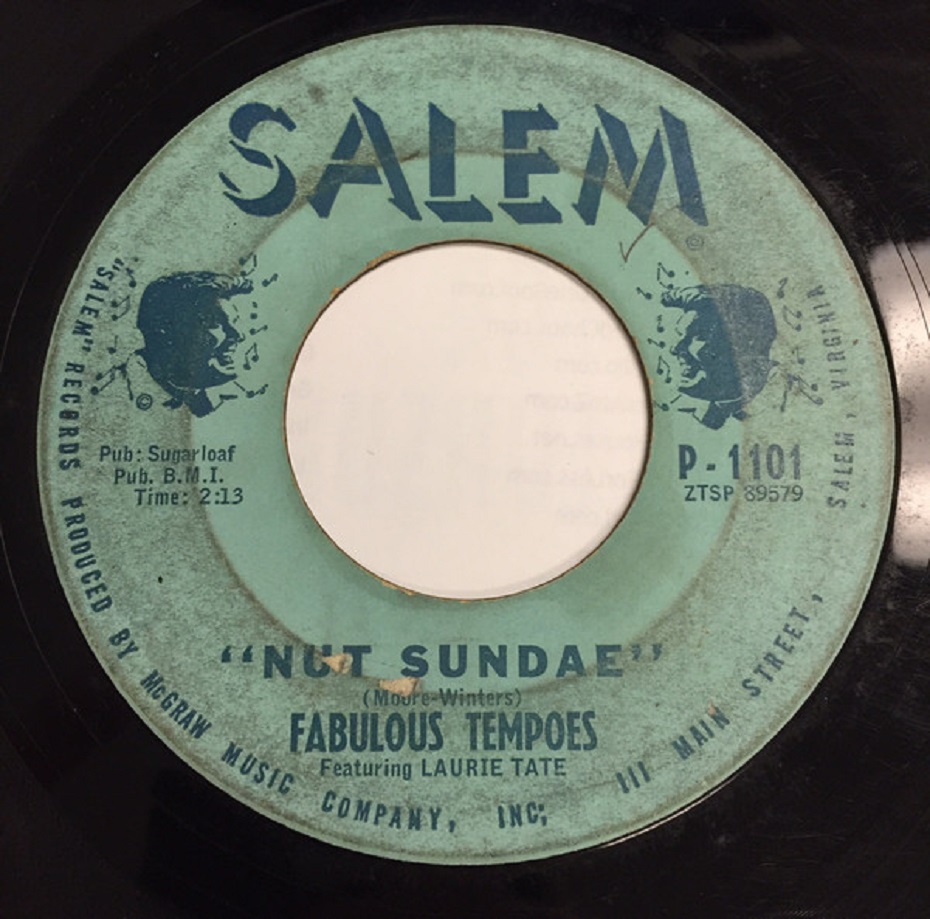 SALEM
©
©
Pub: Sugarloaf
Pub. B.M.I.
Time: 2:13
P-1101
ZTSP 89579
"NUT SUNDAE"
(Moore-Winters)
FABULOUS TEMPOES
Featuring LAURIE TATE
"SALEM" RECORDS PRODUCED BY McGRAW MUSIC COMPANY, INC; 111 MAIN STREET, SALEM, VIRGINIA